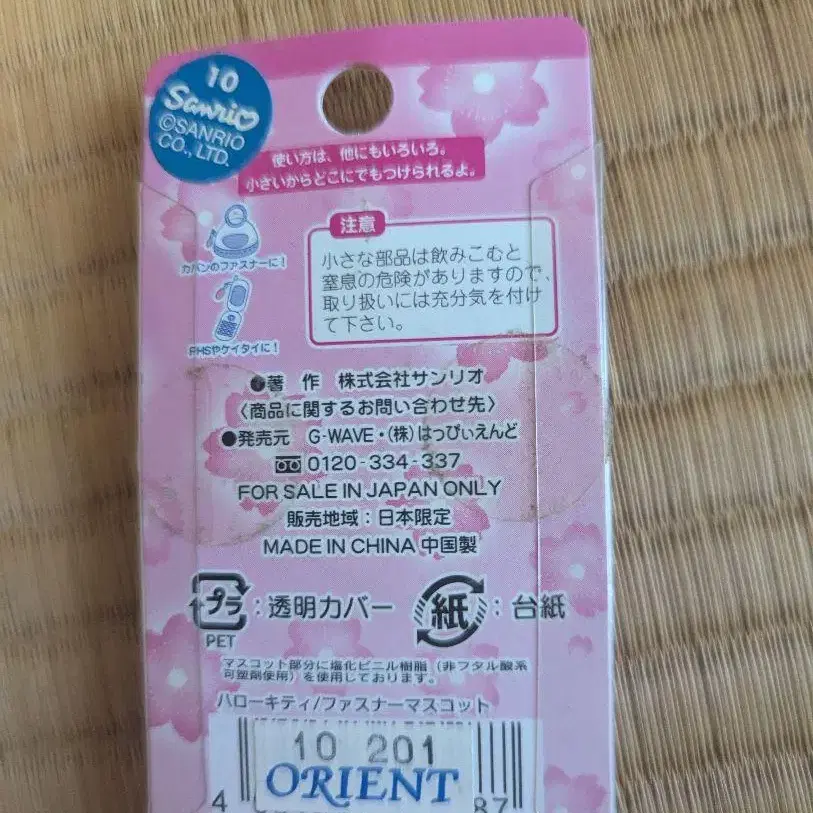 10
Sanrio
©SANRIO
CO., LTD.
使い方は、他にもいろいろ。
小さいからどこにでもつけられるよ。
カバンのファスナーに!
PHSやケイタイに!
注意
小さな部品は飲みこむと
窒息の危険がありますので、
取り扱いには充分気を付け
て下さい。
●著 作 株式会社サンリオ
〈商品に関するお問い合わせ先〉
●発売元 G-WAVE・(株)はっぴぃえんど
0120-334-337
FOR SALE IN JAPAN ONLY
販売地域：日本限定
MADE IN CHINA 中国製
プラ：透明カバー
PET
紙：台紙
マスコット部分に塩化ビニル樹脂（非フタル酸系
可塑剤使用）を使用しております。
ハローキティ/ファスナーマスコット
10 201
ORIENT
4
87